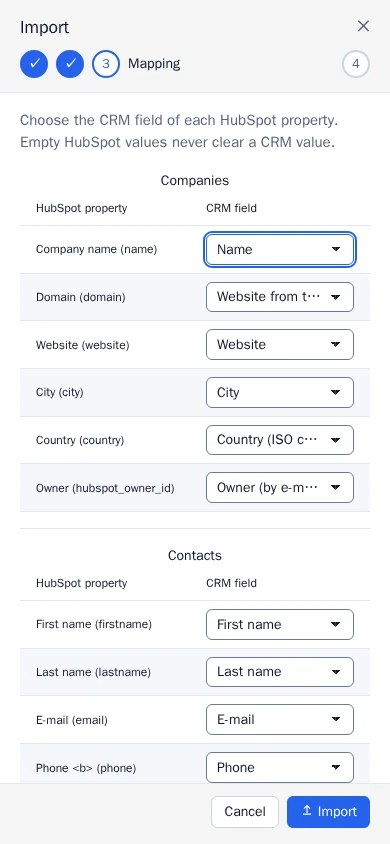 Import
3 Mapping 4
Choose the CRM field of each HubSpot property.
Empty HubSpot values never clear a CRM value.
Companies
HubSpot property CRM field
Company name (name) Name
Domain (domain) Website from t···
Website (website) Website
City (city) City
Country (country) Country (ISO c···
Owner (hubspot_owner_id) Owner (by e-m···
Contacts
HubSpot property CRM field
First name (firstname) First name
Last name (lastname) Last name
E-mail (email) E-mail
Phone <b> (phone) Phone
Cancel Import